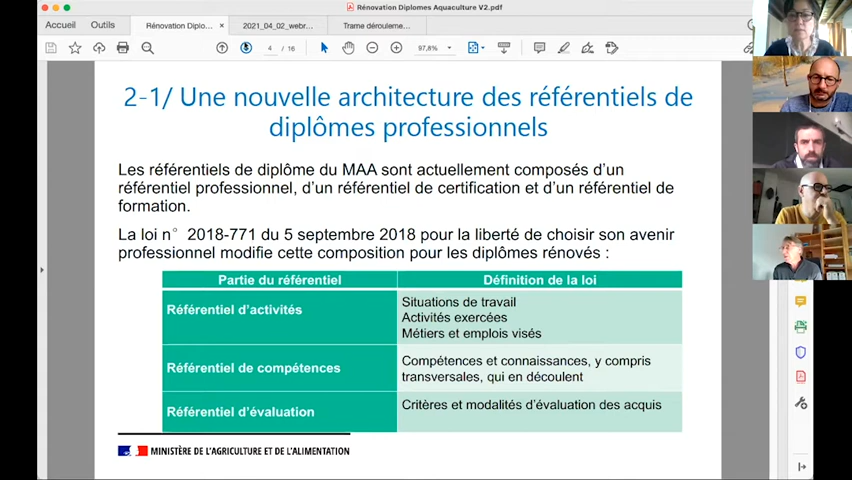 Rénovation Diplomes Aquaculture V2.pdf
Accueil
Outils
Rénovation Diplo...
2021_04_02_webr...
Trame dérouleme...
4 / 16
97,8%
2-1/ Une nouvelle architecture des référentiels de
diplômes professionnels
Les référentiels de diplôme du MAA sont actuellement composés d’un
référentiel professionnel, d’un référentiel de certification et d’un référentiel de
formation.
La loi n° 2018-771 du 5 septembre 2018 pour la liberté de choisir son avenir
professionnel modifie cette composition pour les diplômes rénovés :
Partie du référentiel
Définition de la loi
Référentiel d’activités
Situations de travail
Activités exercées
Métiers et emplois visés
Référentiel de compétences
Compétences et connaissances, y compris
transversales, qui en découlent
Référentiel d’évaluation
Critères et modalités d’évaluation des acquis
MINISTÈRE DE L'AGRICULTURE ET DE L'ALIMENTATION